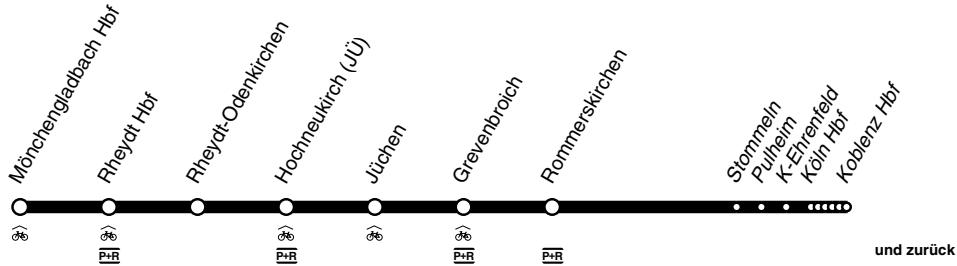 Mönchengladbach Hbf
Rheydt Hbf
Rheydt-Odenkirchen
Hochneukirch (JÜ)
Jüchen
Grevenbroich
Rommerskirchen
Stommeln
Pulheim
K-Ehrenfeld
Köln Hbf
Koblenz Hbf
P+R
P+R
P+R
P+R
und zurück